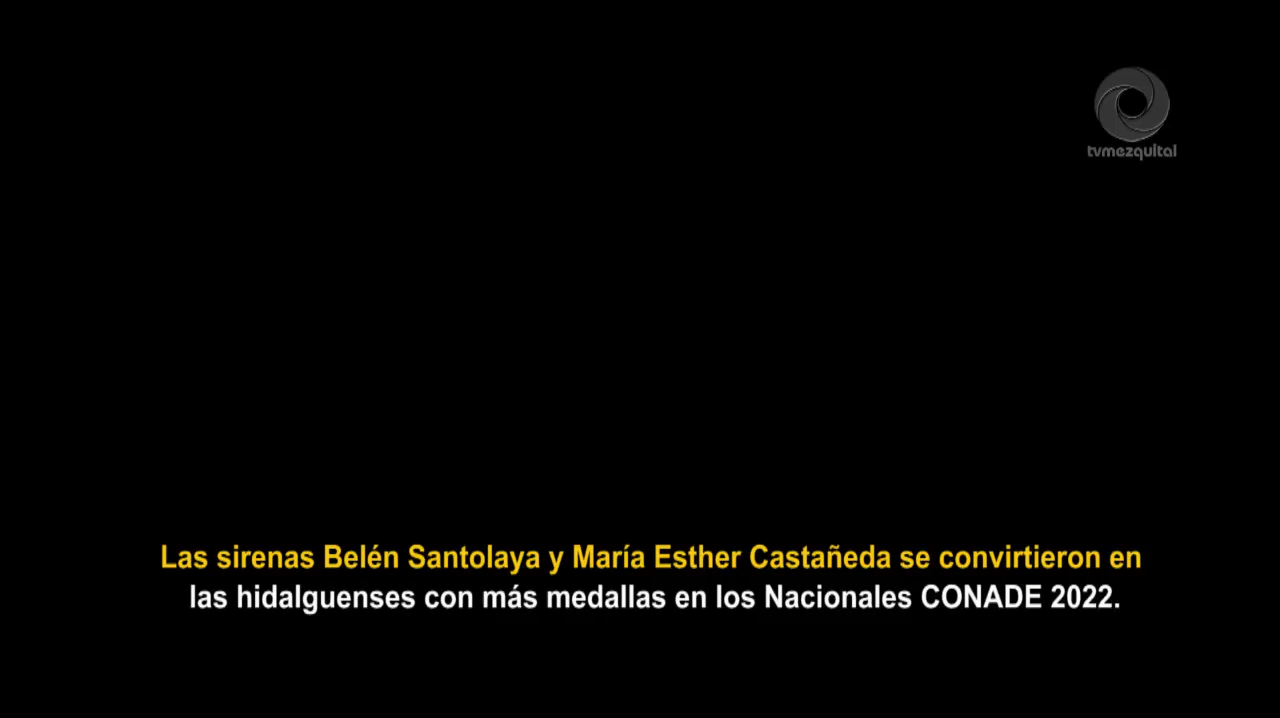 tvmezquital
Las sirenas Belén Santolaya y María Esther Castañeda se convirtieron en
las hidalguenses con más medallas en los Nacionales CONADE 2022.